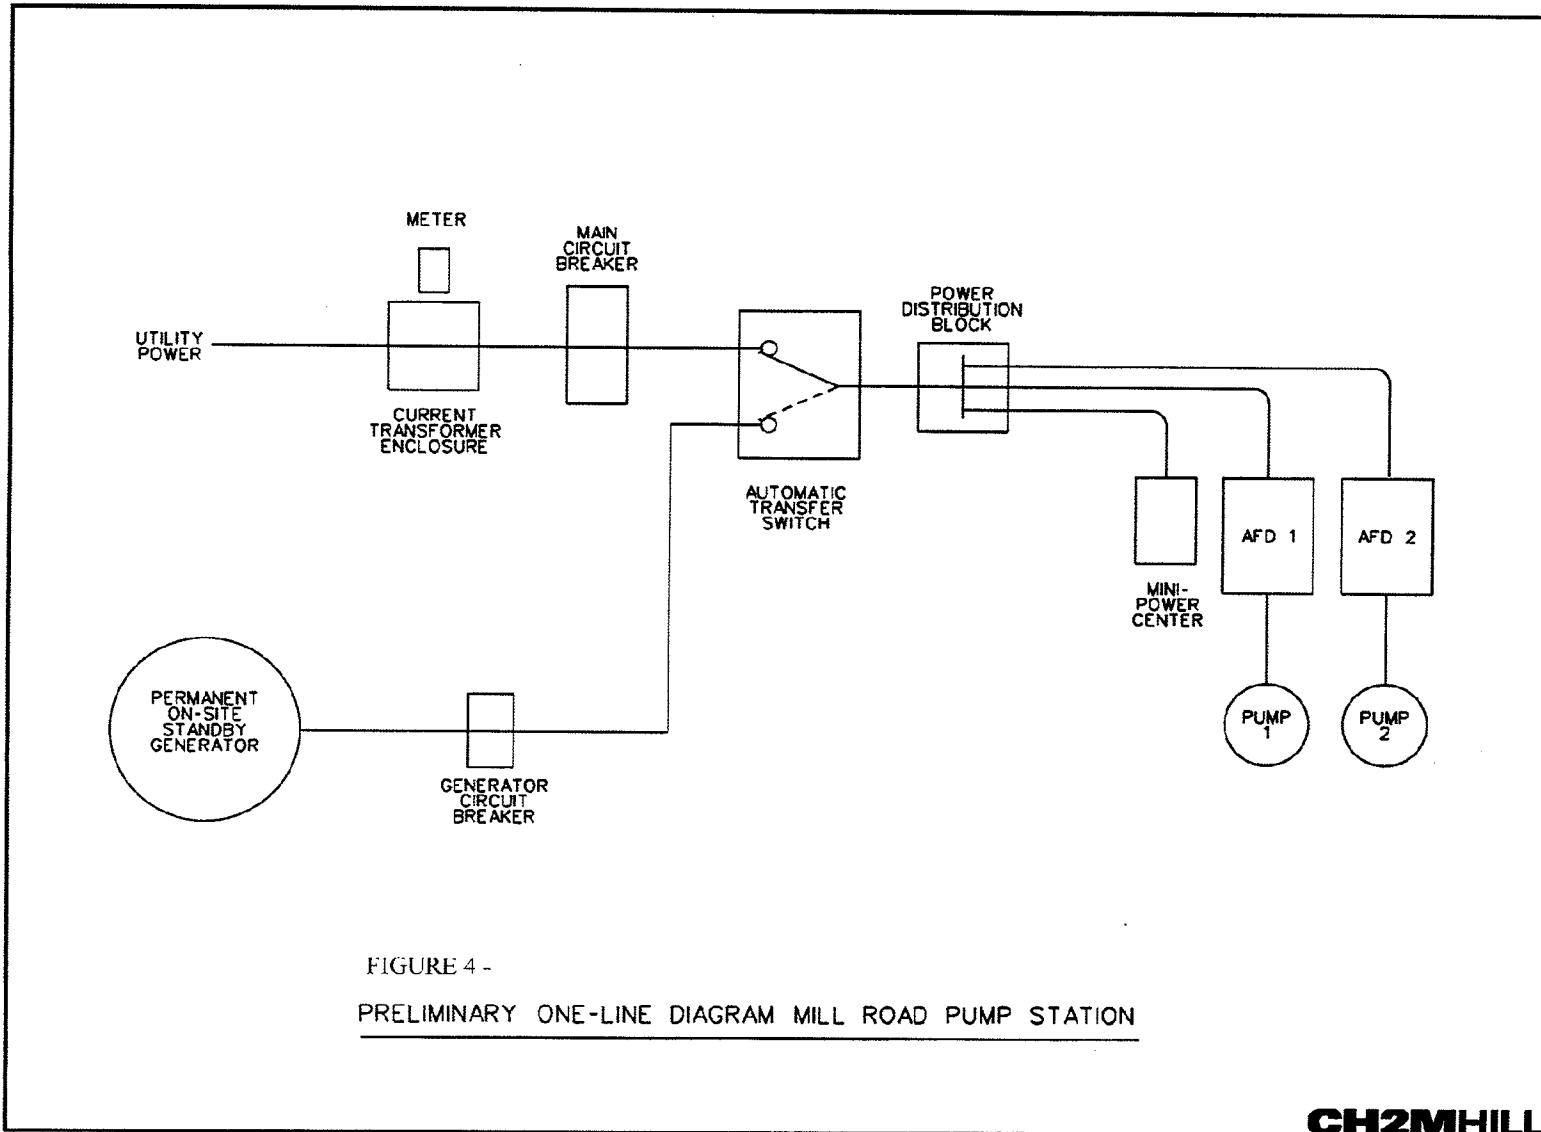 METER
MAIN
CIRCUIT
BREAKER
UTILITY
POWER
CURRENT
TRANSFORMER
ENCLOSURE
POWER
DISTRIBUTION
BLOCK
AUTOMATIC
TRANSFER
SWITCH
MINI-
POWER
CENTER
AFD 1
AFD 2
PUMP
1
PUMP
2
PERMANENT
ON-SITE
STANDBY
GENERATOR
GENERATOR
CIRCUIT
BREAKER
FIGURE 4 -
PRELIMINARY ONE-LINE DIAGRAM MILL ROAD PUMP STATION
CH2MHILL